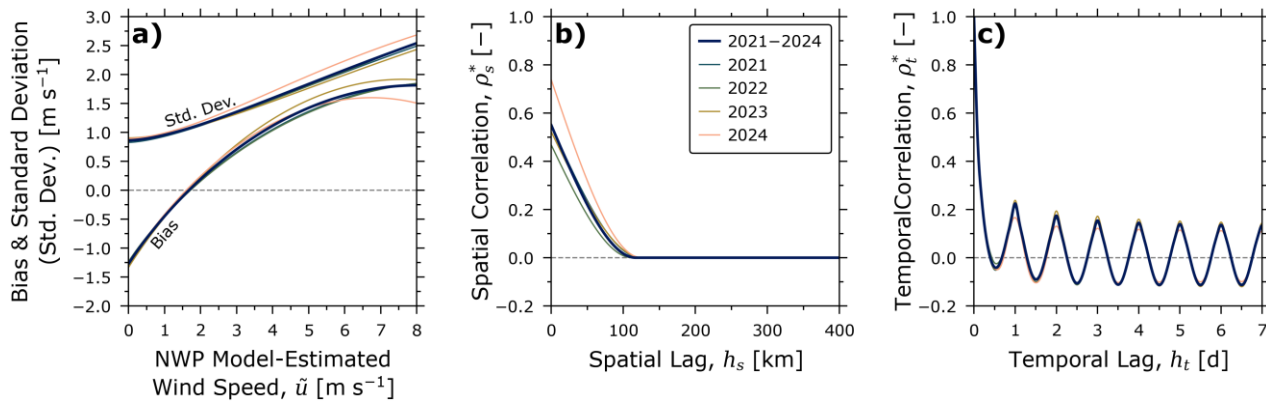 a)
Bias & Standard Deviation
(Std. Dev.) [m s⁻¹]
3.0
2.5
2.0
1.5
1.0
0.5
0.0
−0.5
−1.0
−1.5
−2.0
Std. Dev.
Bias
0 1 2 3 4 5 6 7 8
NWP Model-Estimated
Wind Speed, ũ [m s⁻¹]
b)
Spatial Correlation, ρ*ₛ [−]
1.0
0.8
0.6
0.4
0.2
0.0
−0.2
2021−2024
2021
2022
2023
2024
0 100 200 300 400
Spatial Lag, hₛ [km]
c)
TemporalCorrelation, ρ*ₜ [−]
1.0
0.8
0.6
0.4
0.2
0.0
−0.2
0 1 2 3 4 5 6 7
Temporal Lag, hₜ [d]